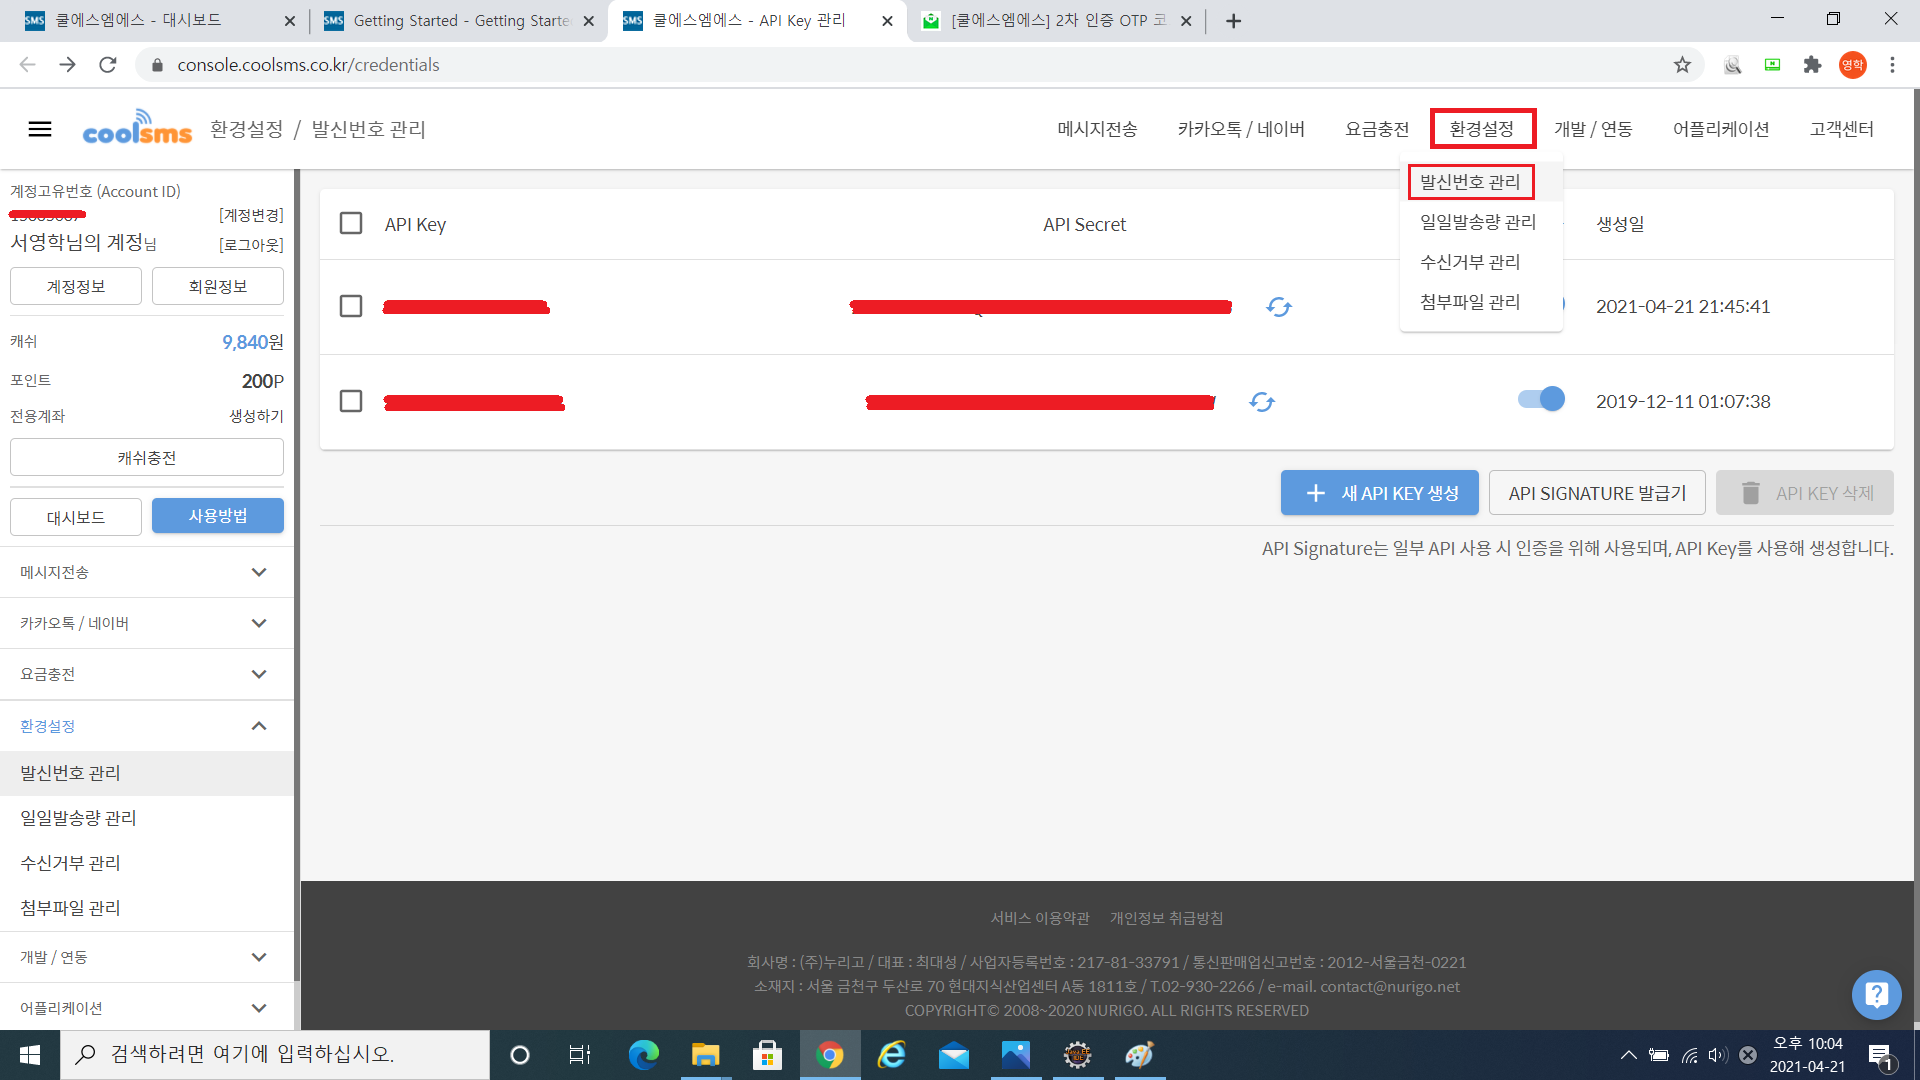 쿨에스엠에스 - 대시보드
Getting Started - Getting Starte
쿨에스엠에스 - API Key 관리
[쿨에스엠에스] 2차 인증 OTP 코
console.coolsms.co.kr/credentials
영학
coolsms 환경설정 / 발신번호 관리
메시지전송 카카오톡 / 네이버 요금충전 환경설정 개발 / 연동 어플리케이션 고객센터
발신번호 관리
일일발송량 관리
수신거부 관리
첨부파일 관리
계정고유번호 (Account ID)
[계정변경]
서영학님의 계정님 [로그아웃]
계정정보 회원정보
캐쉬 9,840원
포인트 200P
전용계좌 생성하기
캐쉬충전
대시보드 사용방법
메시지전송
카카오톡 / 네이버
요금충전
환경설정
발신번호 관리
일일발송량 관리
수신거부 관리
첨부파일 관리
개발 / 연동
어플리케이션
API Key API Secret 생성일
2021-04-21 21:45:41
2019-12-11 01:07:38
새 API KEY 생성 API SIGNATURE 발급기 API KEY 삭제
API Signature는 일부 API 사용 시 인증을 위해 사용되며, API Key를 사용해 생성합니다.
서비스 이용약관 개인정보 취급방침
회사명 : (주)누리고 / 대표 : 최대성 / 사업자등록번호 : 217-81-33791 / 통신판매업신고번호 : 2012-서울금천-0221
소재지 : 서울 금천구 두산로 70 현대지식산업센터 A동 1811호 / T.02-930-2266 / e-mail. contact@nurigo.net
COPYRIGHT© 2008~2020 NURIGO. ALL RIGHTS RESERVED
검색하려면 여기에 입력하십시오.
오후 10:04
2021-04-21
1